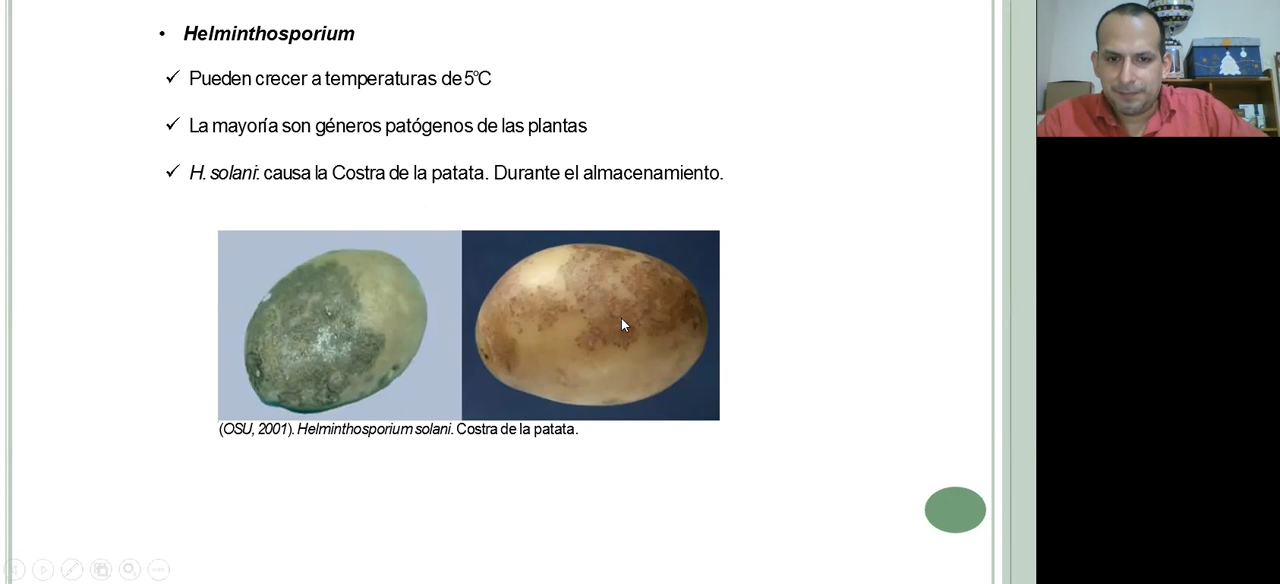 • Helminthosporium
✓ Pueden crecer a temperaturas de 5°C
✓ La mayoría son géneros patógenos de las plantas
✓ H. solani: causa la Costra de la patata. Durante el almacenamiento.
(OSU, 2001). Helminthosporium solani. Costra de la patata.